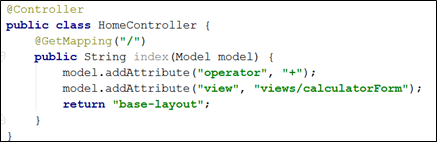 @Controller
public class HomeController {
    @GetMapping("/")
    public String index(Model model) {
        model.addAttribute("operator", "+");
        model.addAttribute("view", "views/calculatorForm");
        return "base-layout";
    }
}